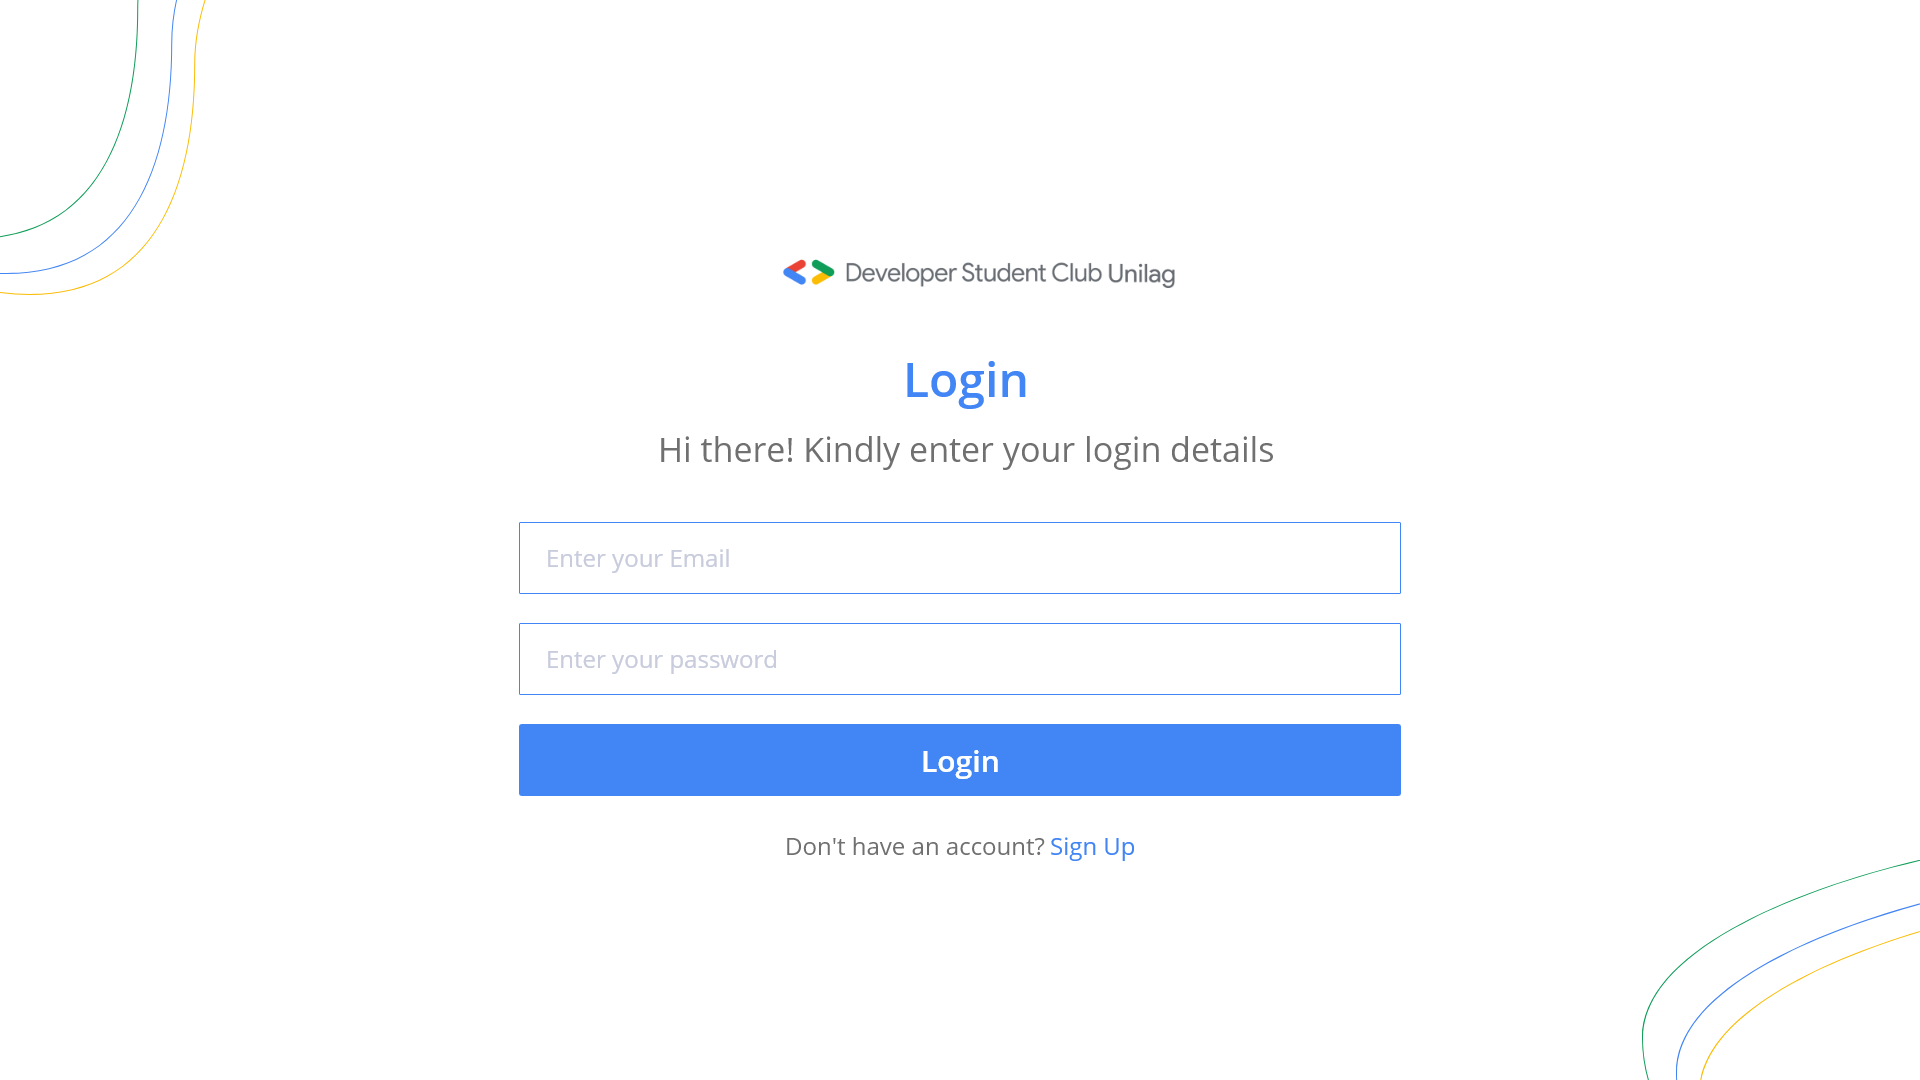 Developer Student Club Unilag
Login
Hi there! Kindly enter your login details
Enter your Email
Enter your password
Login
Don't have an account? Sign Up